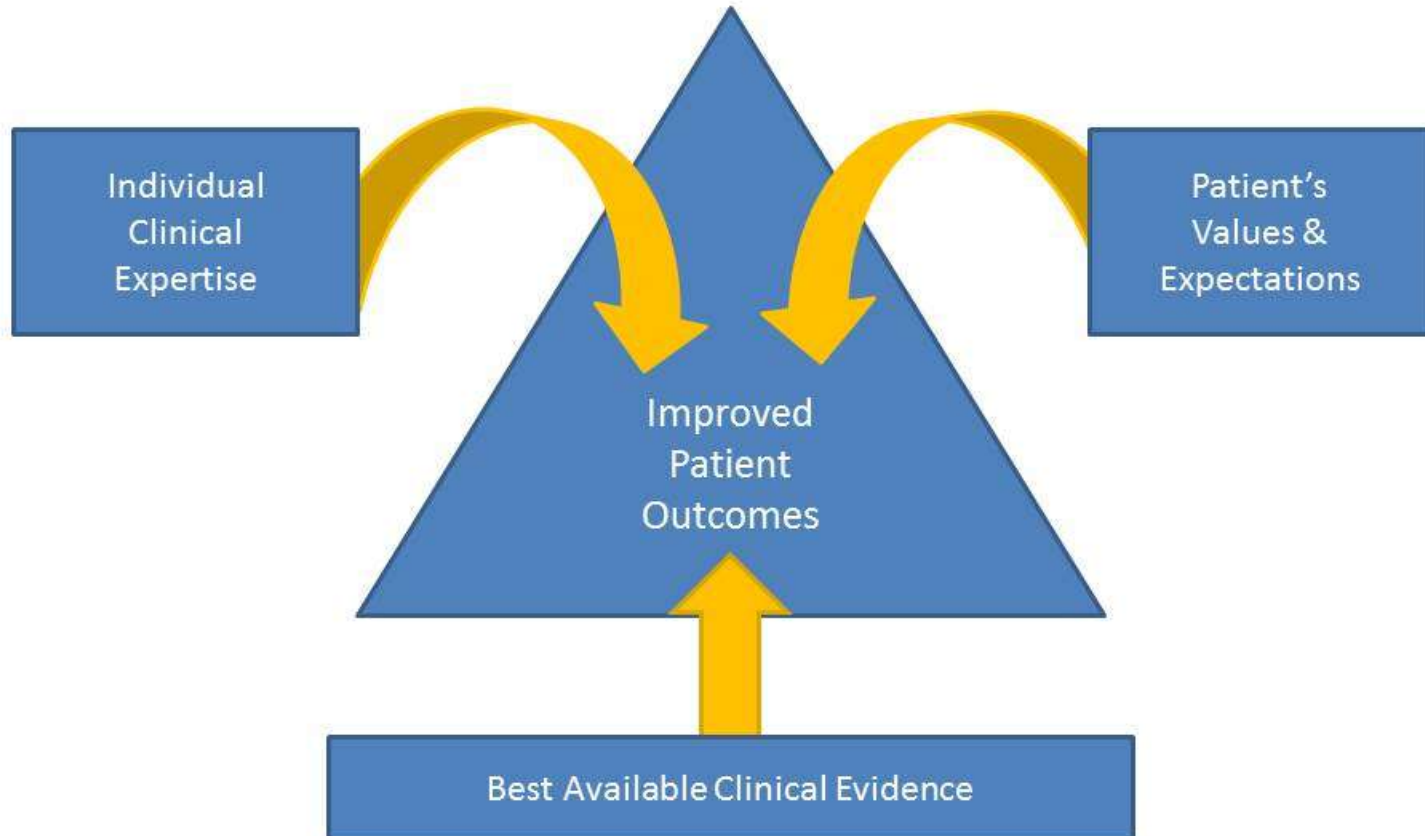 Individual
Clinical
Expertise
Patient’s
Values &
Expectations
Improved
Patient
Outcomes
Best Available Clinical Evidence